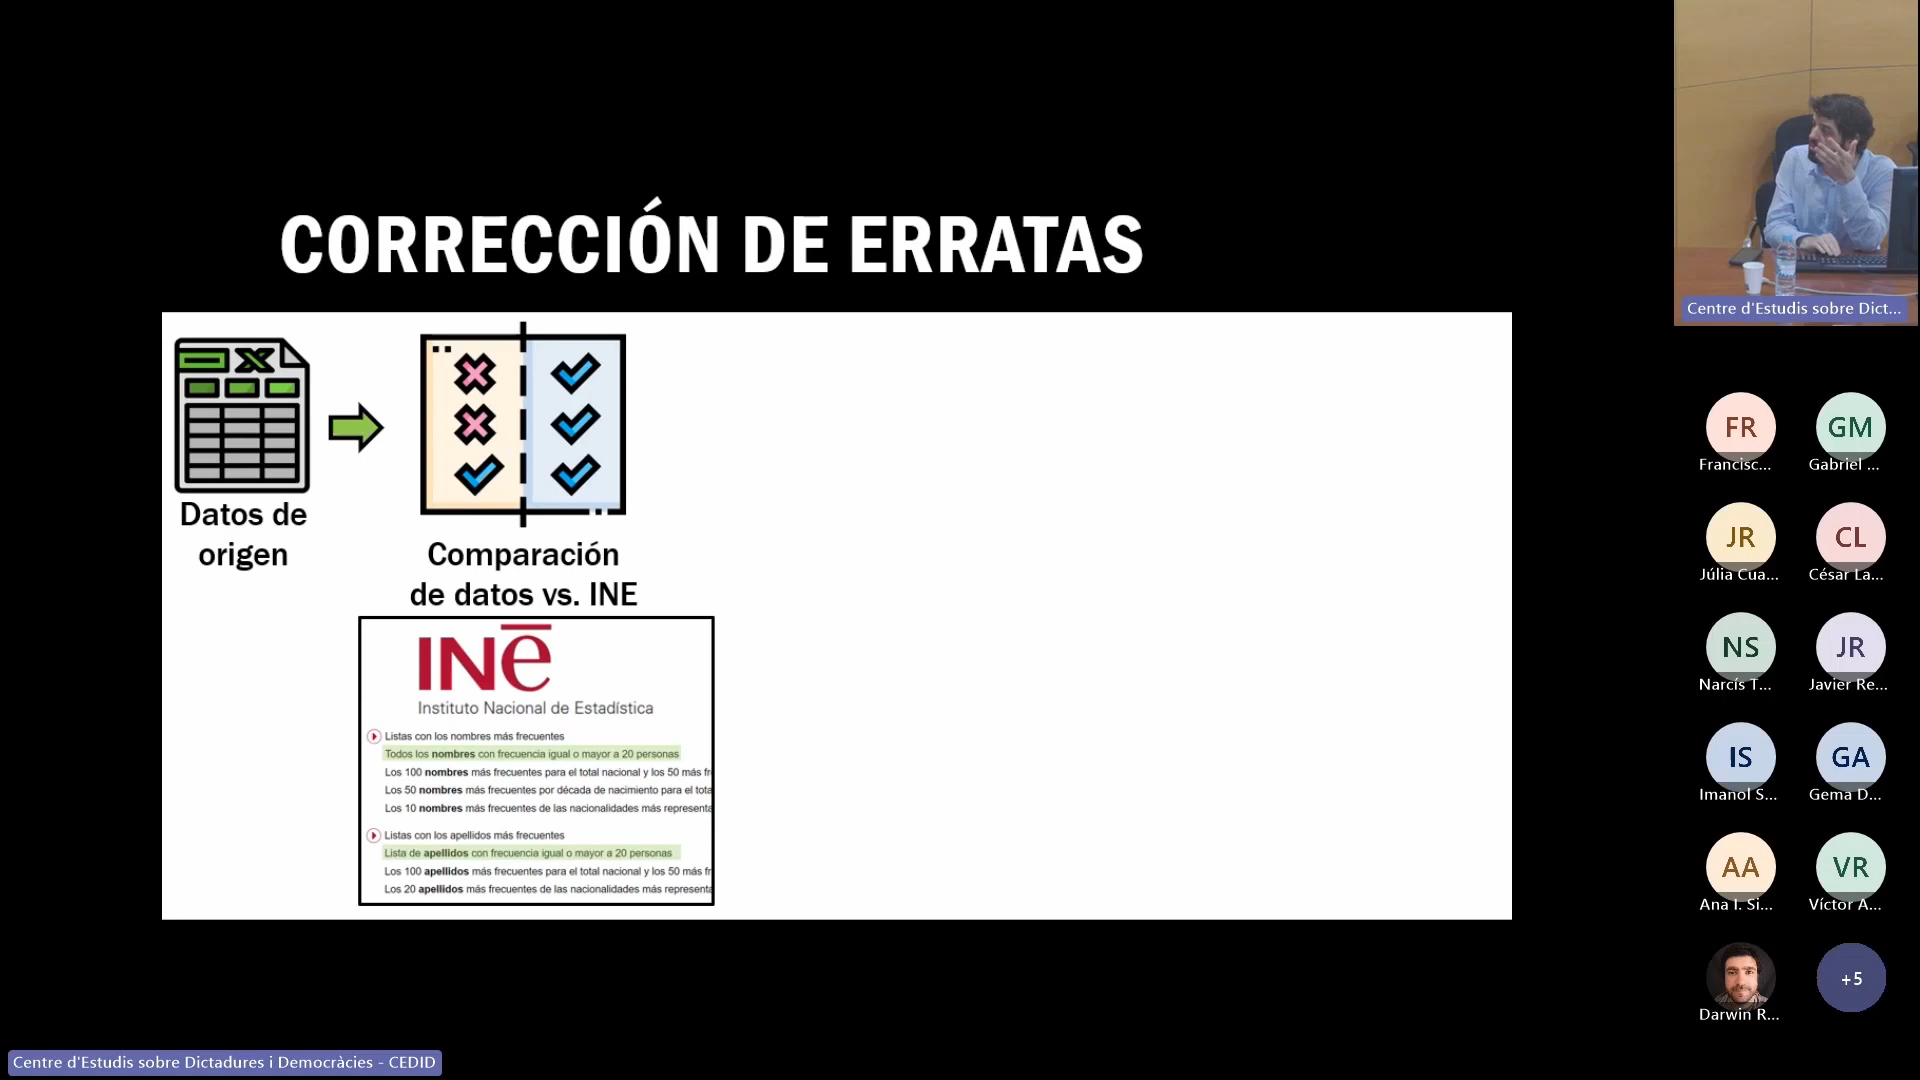 CORRECCIÓN DE ERRATAS
Datos de
origen
Comparación
de datos vs. INE
INe
Instituto Nacional de Estadística
Listas con los nombres más frecuentes
Todos los nombres con frecuencia igual o mayor a 20 personas
Los 100 nombres más frecuentes para el total nacional y los 50 más fr
Los 50 nombres más frecuentes por década de nacimiento para el tota
Los 10 nombres más frecuentes de las nacionalidades más representa
Listas con los apellidos más frecuentes
Lista de apellidos con frecuencia igual o mayor a 20 personas
Los 100 apellidos más frecuentes para el total nacional y los 50 más fr
Los 20 apellidos más frecuentes de las nacionalidades más representa
Centre d'Estudis sobre Dict...
FR
Francisc...
GM
Gabriel ...
JR
Júlia Cua...
CL
César La...
NS
Narcís T...
JR
Javier Re...
IS
Imanol S...
GA
Gema D...
AA
Ana I. Si...
VR
Víctor A...
Darwin R...
+5
Centre d'Estudis sobre Dictadures i Democràcies - CEDID